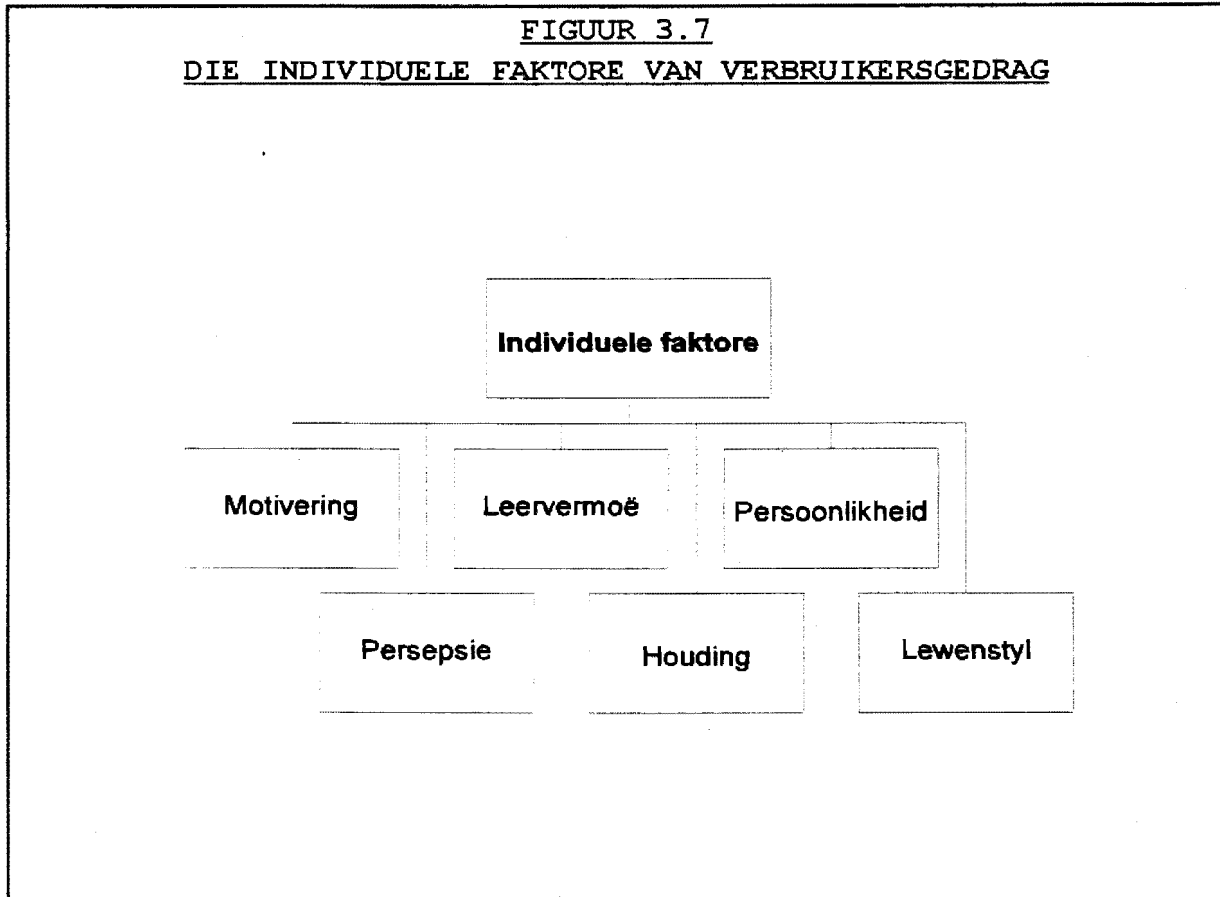 FIGUUR 3.7
DIE INDIVIDUELE FAKTORE VAN VERBRUIKERSGEDRAG
Individuele faktore
Motivering
Leervermoë
Persoonlikheid
Persepsie
Houding
Lewenstyl